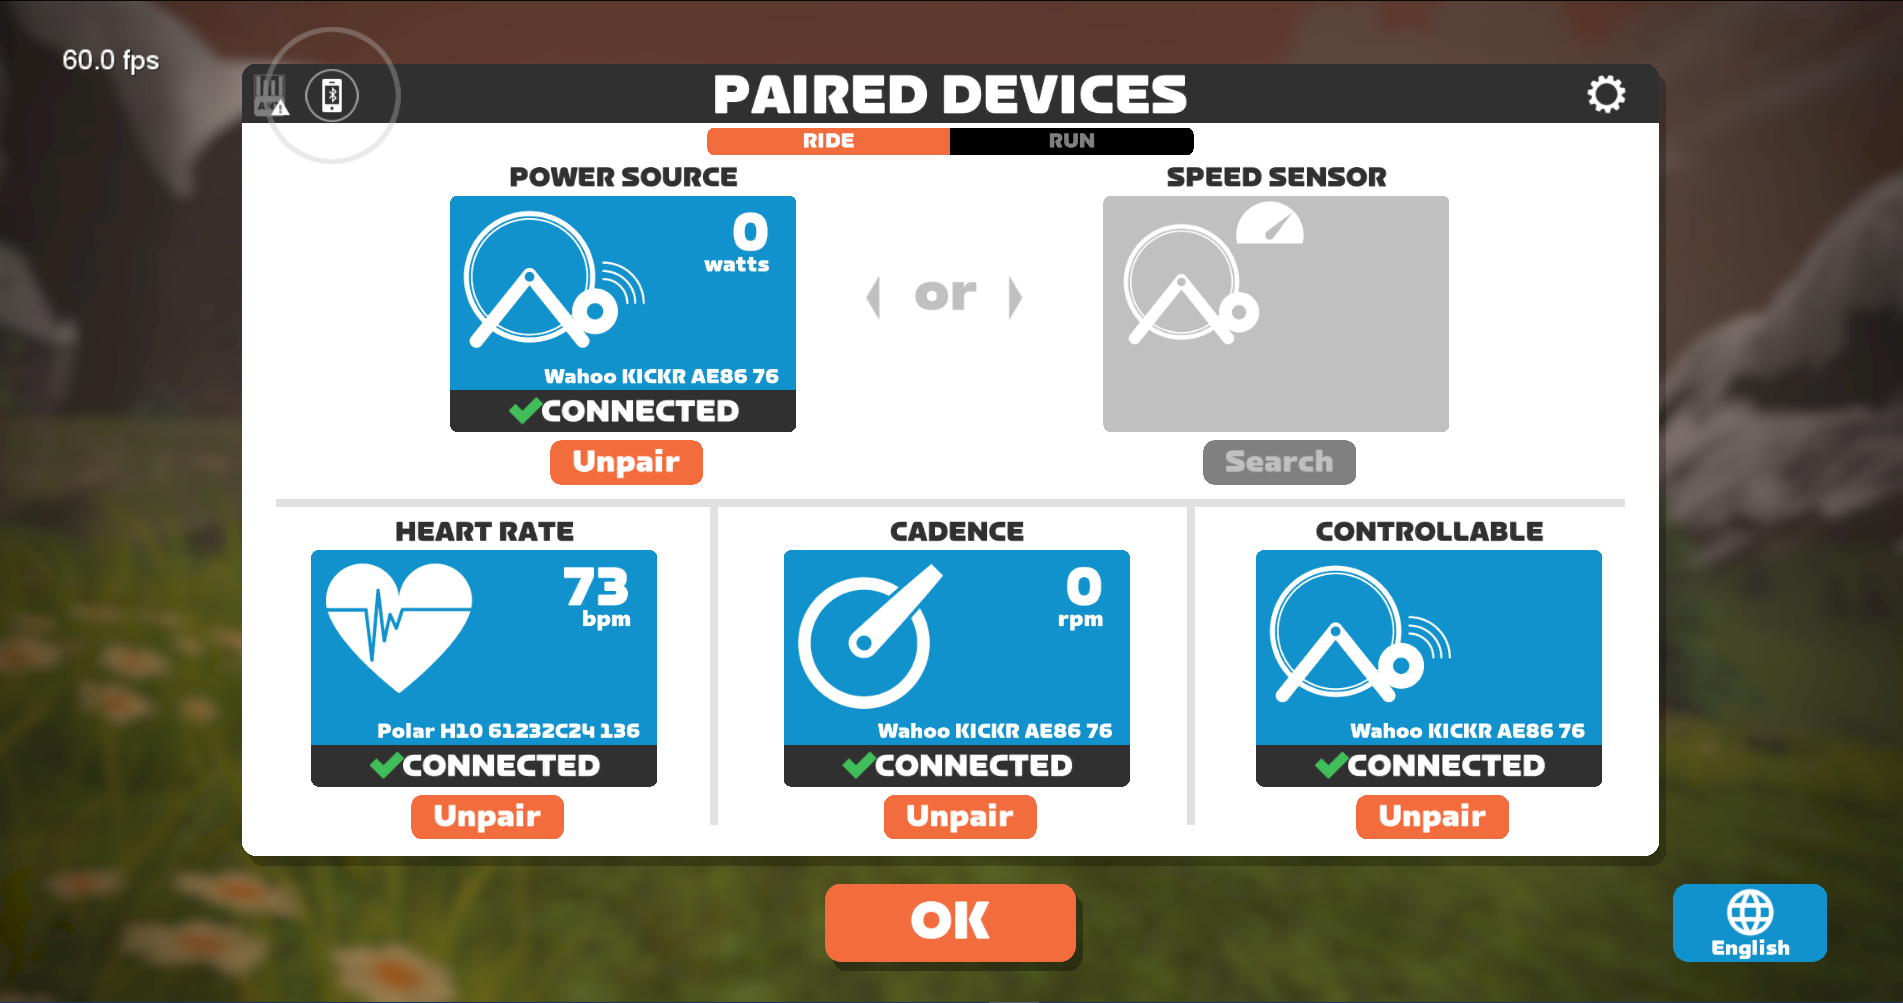 60.0 fps
ANT
PAIRED DEVICES
RIDE
RUN
POWER SOURCE
0
watts
Wahoo KICKR AE86 76
CONNECTED
Unpair
or
SPEED SENSOR
Search
HEART RATE
73
bpm
Polar H10 61232C24 136
CONNECTED
Unpair
CADENCE
0
rpm
Wahoo KICKR AE86 76
CONNECTED
Unpair
CONTROLLABLE
Wahoo KICKR AE86 76
CONNECTED
Unpair
OK
English